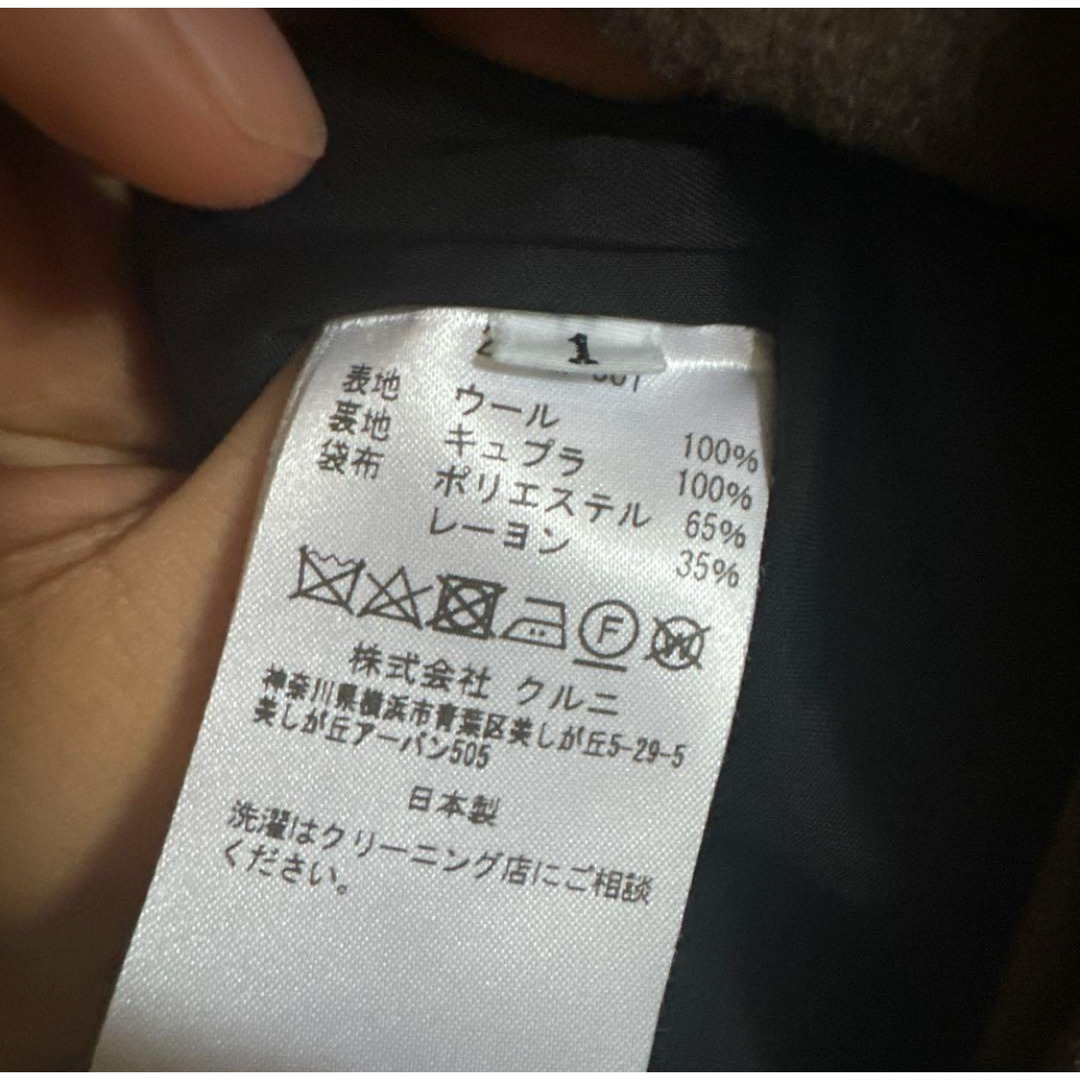 1
表地 ウール 100%
裏地 キュプラ 100%
袋布 ポリエステル 65%
レーヨン 35%
F W
株式会社 クルニ
神奈川県横浜市青葉区美しが丘5-29-5
美しが丘アーバン505
日本製
洗濯はクリーニング店にご相談
ください。